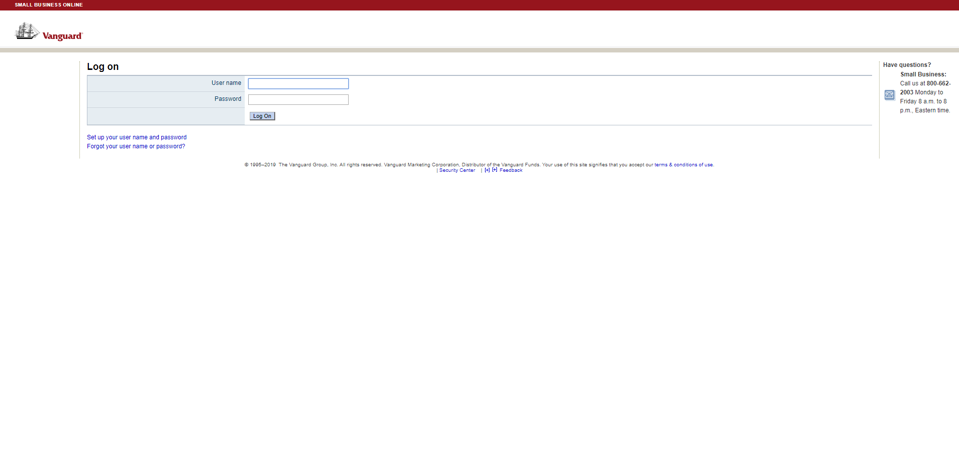 SMALL BUSINESS ONLINE
Vanguard
Log on
User name
Password
Log On
Set up your user name and password
Forgot your user name or password?
Have questions?
Small Business:
Call us at 800-662-
2003 Monday to
Friday 8 a.m. to 8
p.m., Eastern time.
© 1995–2019 The Vanguard Group, Inc. All rights reserved. Vanguard Marketing Corporation, Distributor of the Vanguard Funds. Your use of this site signifies that you accept our terms & conditions of use.
| Security Center | [+] [+] Feedback